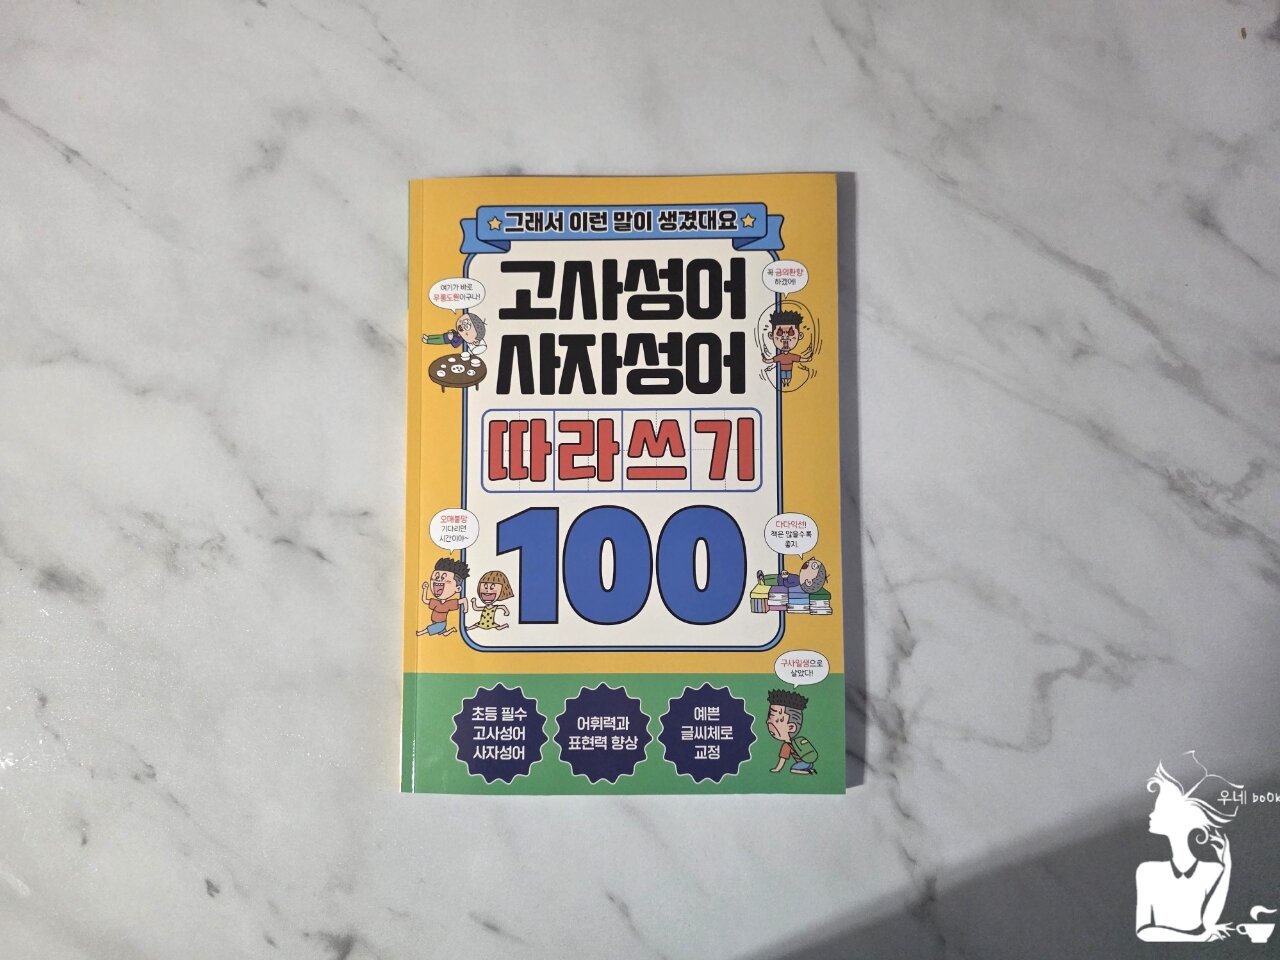 그래서 이런 말이 생겼대요
고사성어
사자성어
따라쓰기
100
여기가 바로
무릉도원이구나!
꼭 금의환향
하겠어!
오매불망
기다리면
시간이야~
다다익선!
책은 많을수록
좋지.
구사일생으로
살았다!
초등 필수
고사성어
사자성어
어휘력과
표현력 향상
예쁜
글씨체로
교정
우네 book